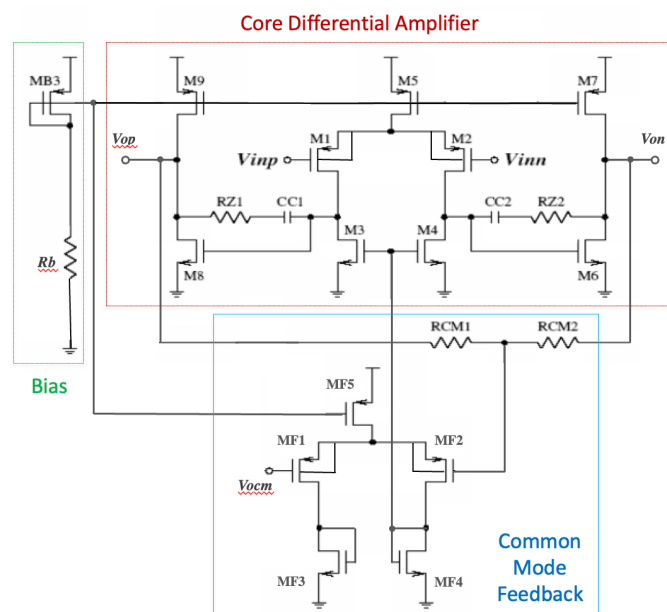 Core Differential Amplifier
MB3
M9
M5
M7
Vop
M1
M2
Von
Vinp
Vinn
RZ1
CC1
CC2
RZ2
M3
M4
M8
M6
Rb
Bias
RCM1
RCM2
MF5
MF1
MF2
Vocm
MF3
MF4
Common
Mode
Feedback